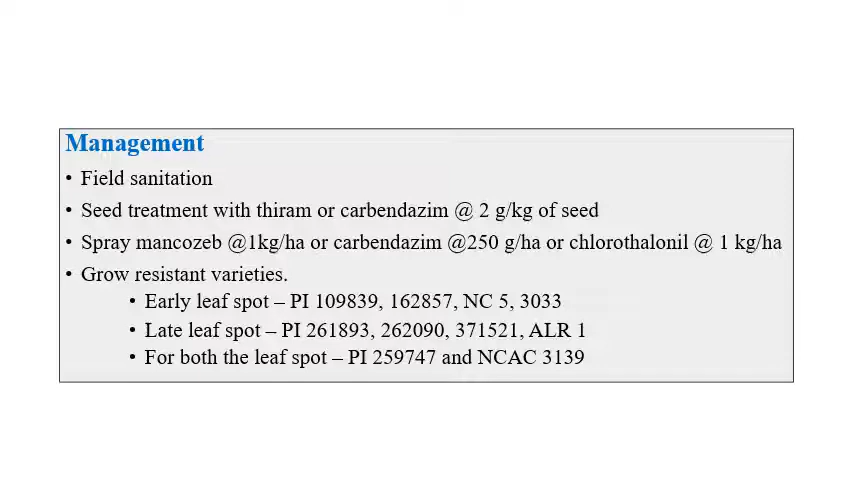 Management
• Field sanitation
• Seed treatment with thiram or carbendazim @ 2 g/kg of seed
• Spray mancozeb @1kg/ha or carbendazim @250 g/ha or chlorothalonil @ 1 kg/ha
• Grow resistant varieties.
• Early leaf spot – PI 109839, 162857, NC 5, 3033
• Late leaf spot – PI 261893, 262090, 371521, ALR 1
• For both the leaf spot – PI 259747 and NCAC 3139